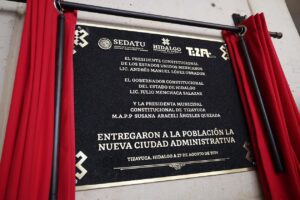 SEDATU
HIDALGO
TIZA
EL PRESIDENTE CONSTITUCIONAL
DE LOS ESTADOS UNIDOS MEXICANOS
LIC. ANDRÉS MANUEL LÓPEZ OBRADOR
EL GOBERNADOR CONSTITUCIONAL
DEL ESTADO DE HIDALGO
LIC. JULIO MENCHACA SALAZAR
Y LA PRESIDENTA MUNICIPAL
CONSTITUCIONAL DE TIZAYUCA
M.A.P.P SUSANA ARACELI ÁNGELES QUEZADA
ENTREGARON A LA POBLACIÓN LA
NUEVA CIUDAD ADMINISTRATIVA
TIZAYUCA, HIDALGO A 27 DE AGOSTO DE 2024